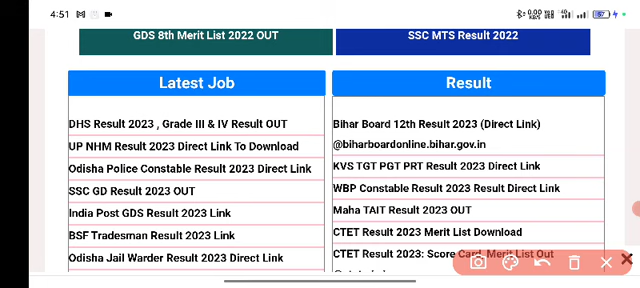 4:51
GDS 8th Merit List 2022 OUT
SSC MTS Result 2022
Latest Job
DHS Result 2023 , Grade III & IV Result OUT
UP NHM Result 2023 Direct Link To Download
Odisha Police Constable Result 2023 Direct Link
SSC GD Result 2023 OUT
India Post GDS Result 2023 Link
BSF Tradesman Result 2023 Link
Odisha Jail Warder Result 2023 Direct Link
Result
Bihar Board 12th Result 2023 (Direct Link)
@biharboardonline.bihar.gov.in
KVS TGT PGT PRT Result 2023 Direct Link
WBP Constable Result 2023 Result Direct Link
Maha TAIT Result 2023 OUT
CTET Result 2023 Merit List Download
CTET Result 2023: Score Card, Merit List Out